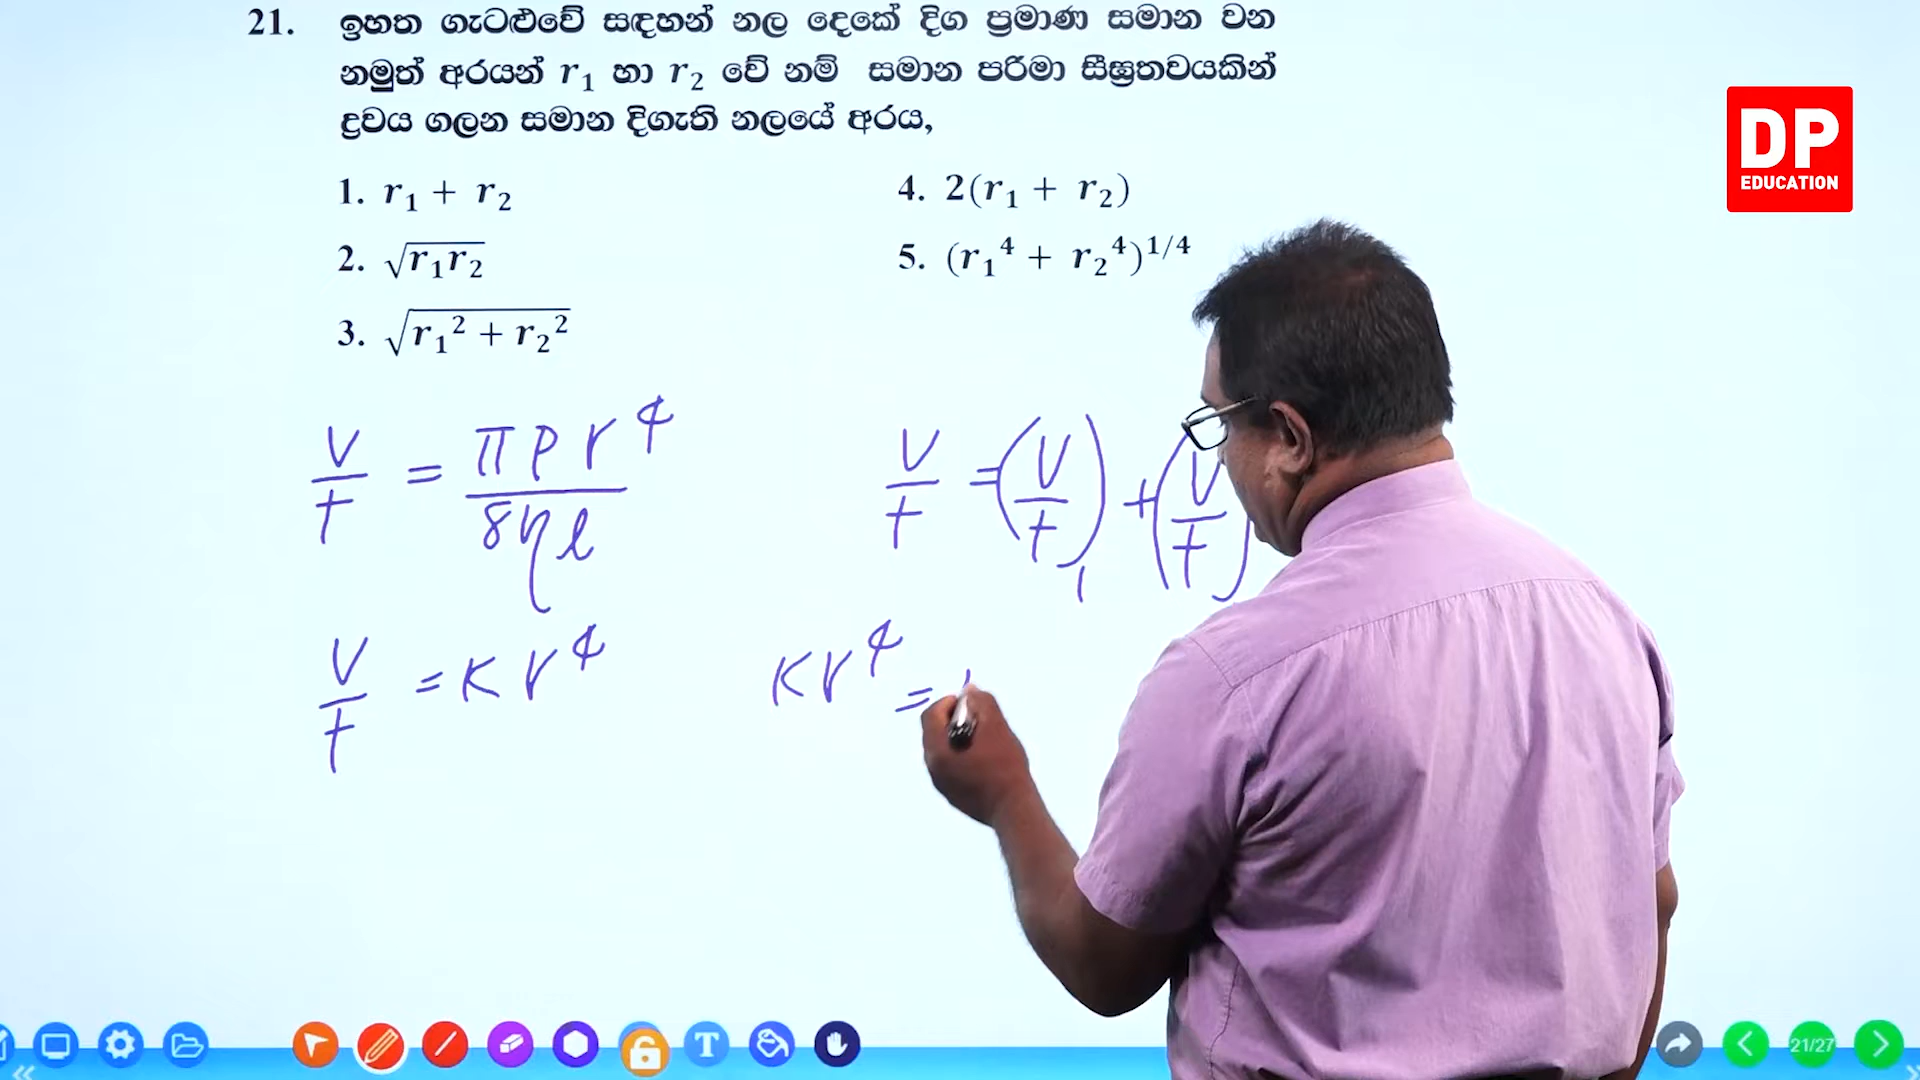 21. ඉහත ගැටළුවේ සඳහන් නල දෙකේ දිග ප්‍රමාණ සමාන වන
නමුත් අරයන් r₁ හා r₂ වේ නම් සමාන පරිමා සීඝ්‍රතාවයකින්
ද්‍රවය ගලන සමාන දිගැති නලයේ අරය,
1. r₁ + r₂
2. √(r₁r₂)
3. √(r₁² + r₂²)
4. 2(r₁ + r₂)
5. (r₁⁴ + r₂⁴)^1/4
V/t = πpr⁴/8ηl
V/t = Kr⁴
V/t = (V/t)₁ + (V/t)
Kr⁴ =
DP
EDUCATION
T
21/27